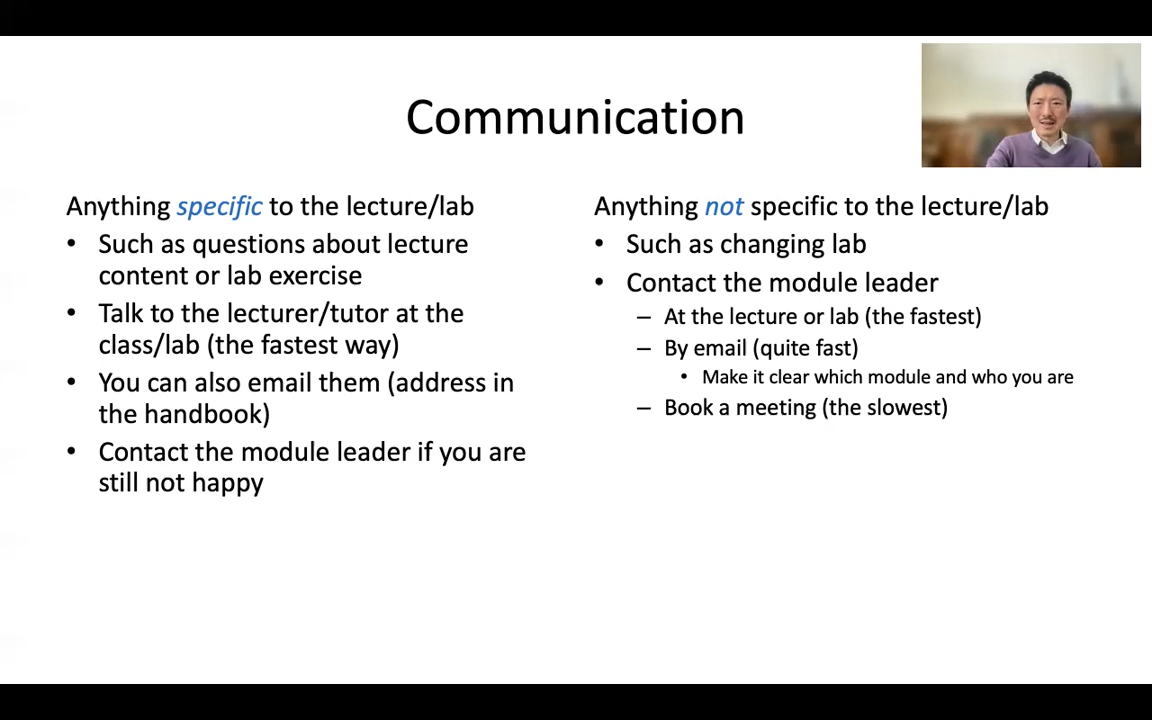 Communication
Anything specific to the lecture/lab
• Such as questions about lecture
content or lab exercise
• Talk to the lecturer/tutor at the
class/lab (the fastest way)
• You can also email them (address in
the handbook)
• Contact the module leader if you are
still not happy
Anything not specific to the lecture/lab
• Such as changing lab
• Contact the module leader
– At the lecture or lab (the fastest)
– By email (quite fast)
• Make it clear which module and who you are
– Book a meeting (the slowest)